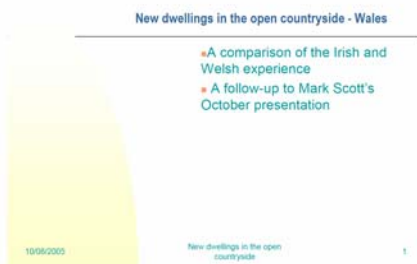 New dwellings in the open countryside - Wales
▪A comparison of the Irish and
Welsh experience
▪ A follow-up to Mark Scott's
October presentation
10/08/2005
New dwellings in the open
countryside
1